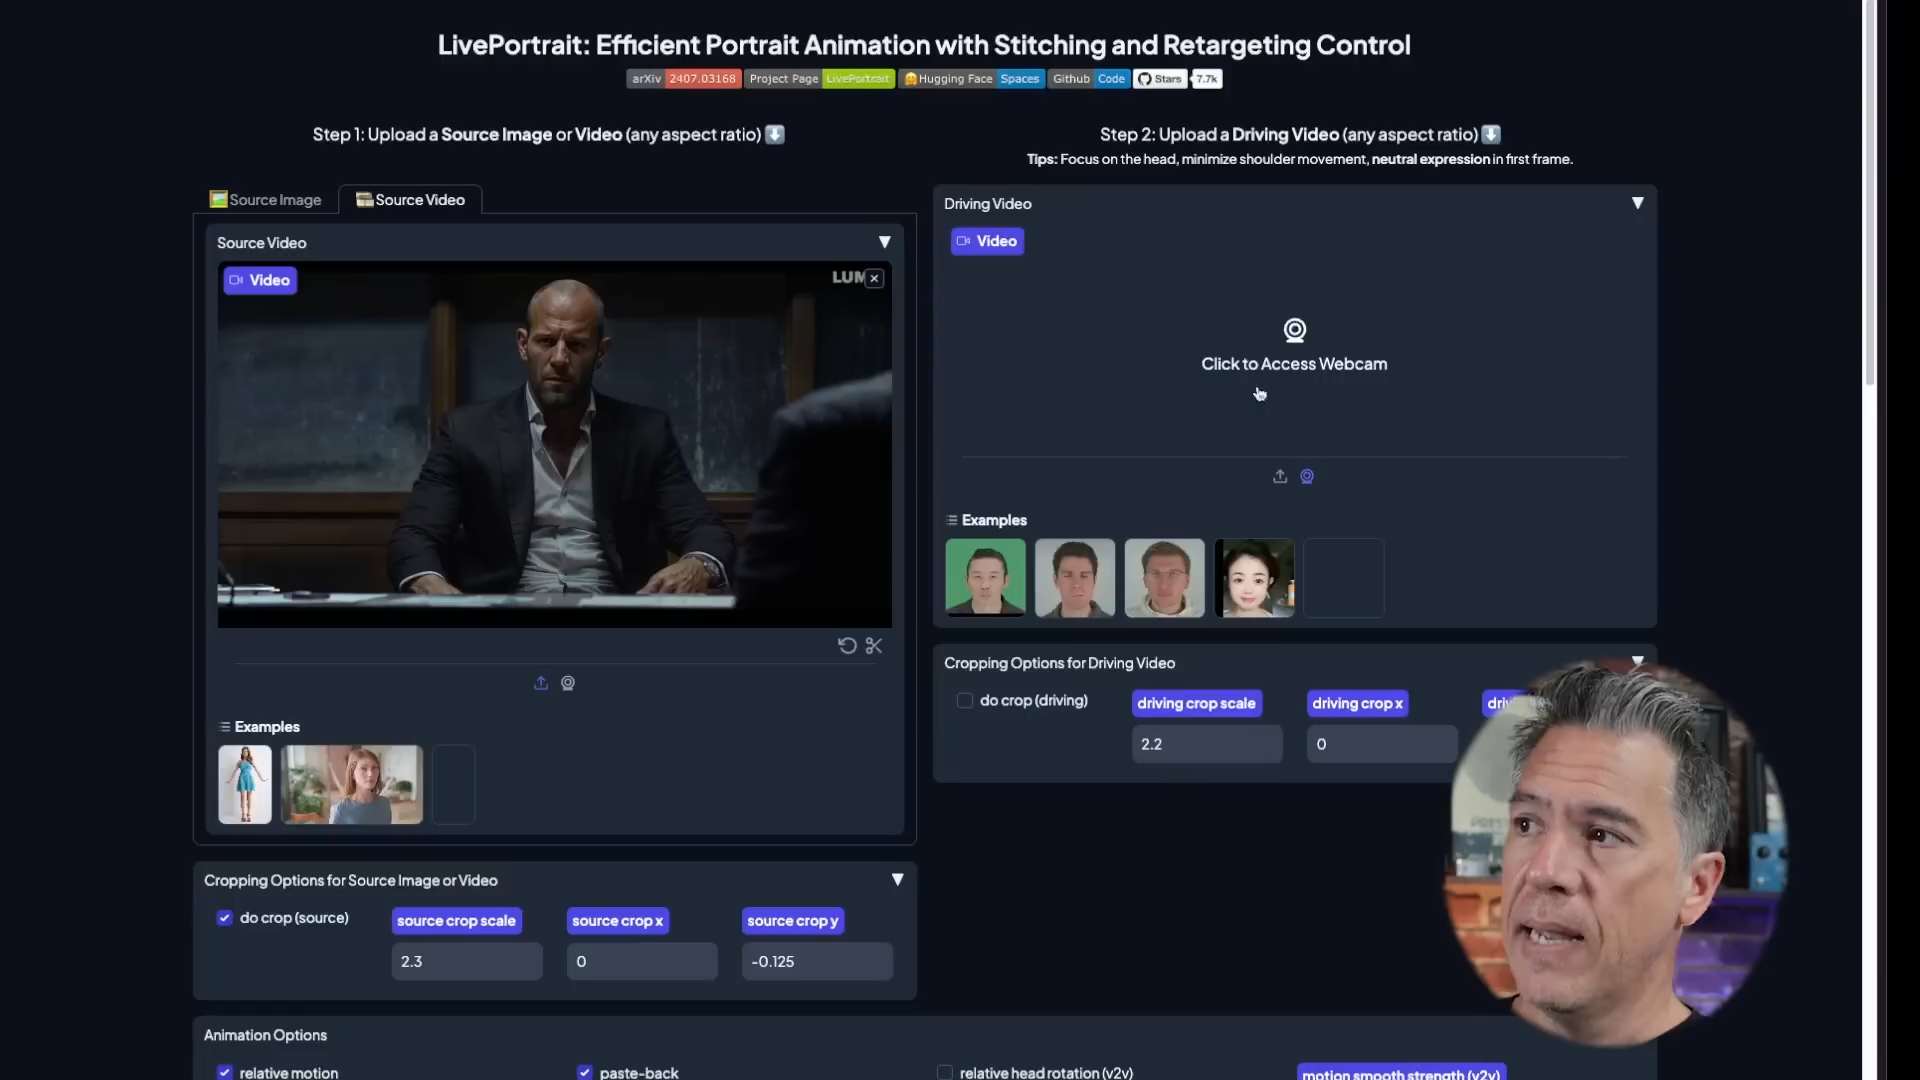 LivePortrait: Efficient Portrait Animation with Stitching and Retargeting Control
arXiv 2407.03168 Project Page LivePortrait Hugging Face Spaces Github Code Stars 7.7k
Step 1: Upload a Source Image or Video (any aspect ratio)
Step 2: Upload a Driving Video (any aspect ratio)
Tips: Focus on the head, minimize shoulder movement, neutral expression in first frame.
Source Image
Source Video
Source Video
Video
LUM
Examples
Driving Video
Video
Click to Access Webcam
Examples
Cropping Options for Driving Video
do crop (driving)
driving crop scale
driving crop x
2.2
0
Cropping Options for Source Image or Video
do crop (source)
source crop scale
source crop x
source crop y
2.3
0
-0.125
Animation Options
relative motion
paste-back
relative head rotation (v2v)
motion smooth strength (v2v)